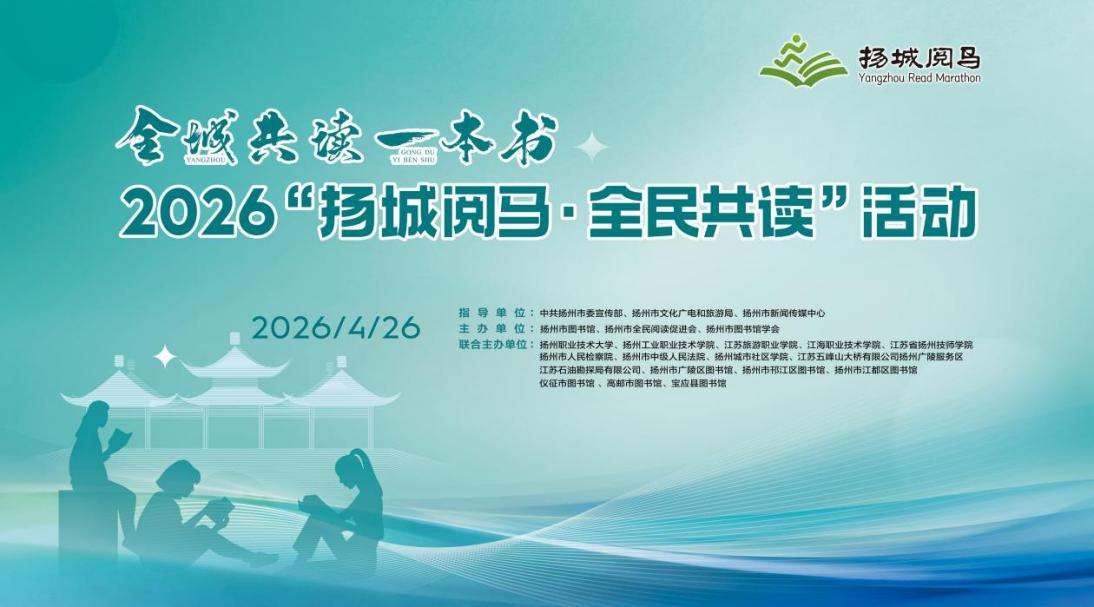 扬城阅马
Yangzhou Read Marathon
全城共读一本书
YANGZHOU
GONG DU
YI BEN SHU
2026“扬城阅马·全民共读”活动
2026/4/26
指导单位：中共扬州市委宣传部、扬州市文化广电和旅游局、扬州市新闻传媒中心
主办单位：扬州市图书馆、扬州市全民阅读促进会、扬州市图书馆学会
联合主办单位：扬州职业技术大学、扬州工业职业技术学院、江苏旅游职业学院、江海职业技术学院、江苏省扬州技师学院
扬州市人民检察院、扬州市中级人民法院、扬州城市社区学院、江苏五峰山大桥有限公司扬州广陵服务区
江苏石油勘探局有限公司、扬州市广陵区图书馆、扬州市邗江区图书馆、扬州市江都区图书馆
仪征市图书馆、高邮市图书馆、宝应县图书馆